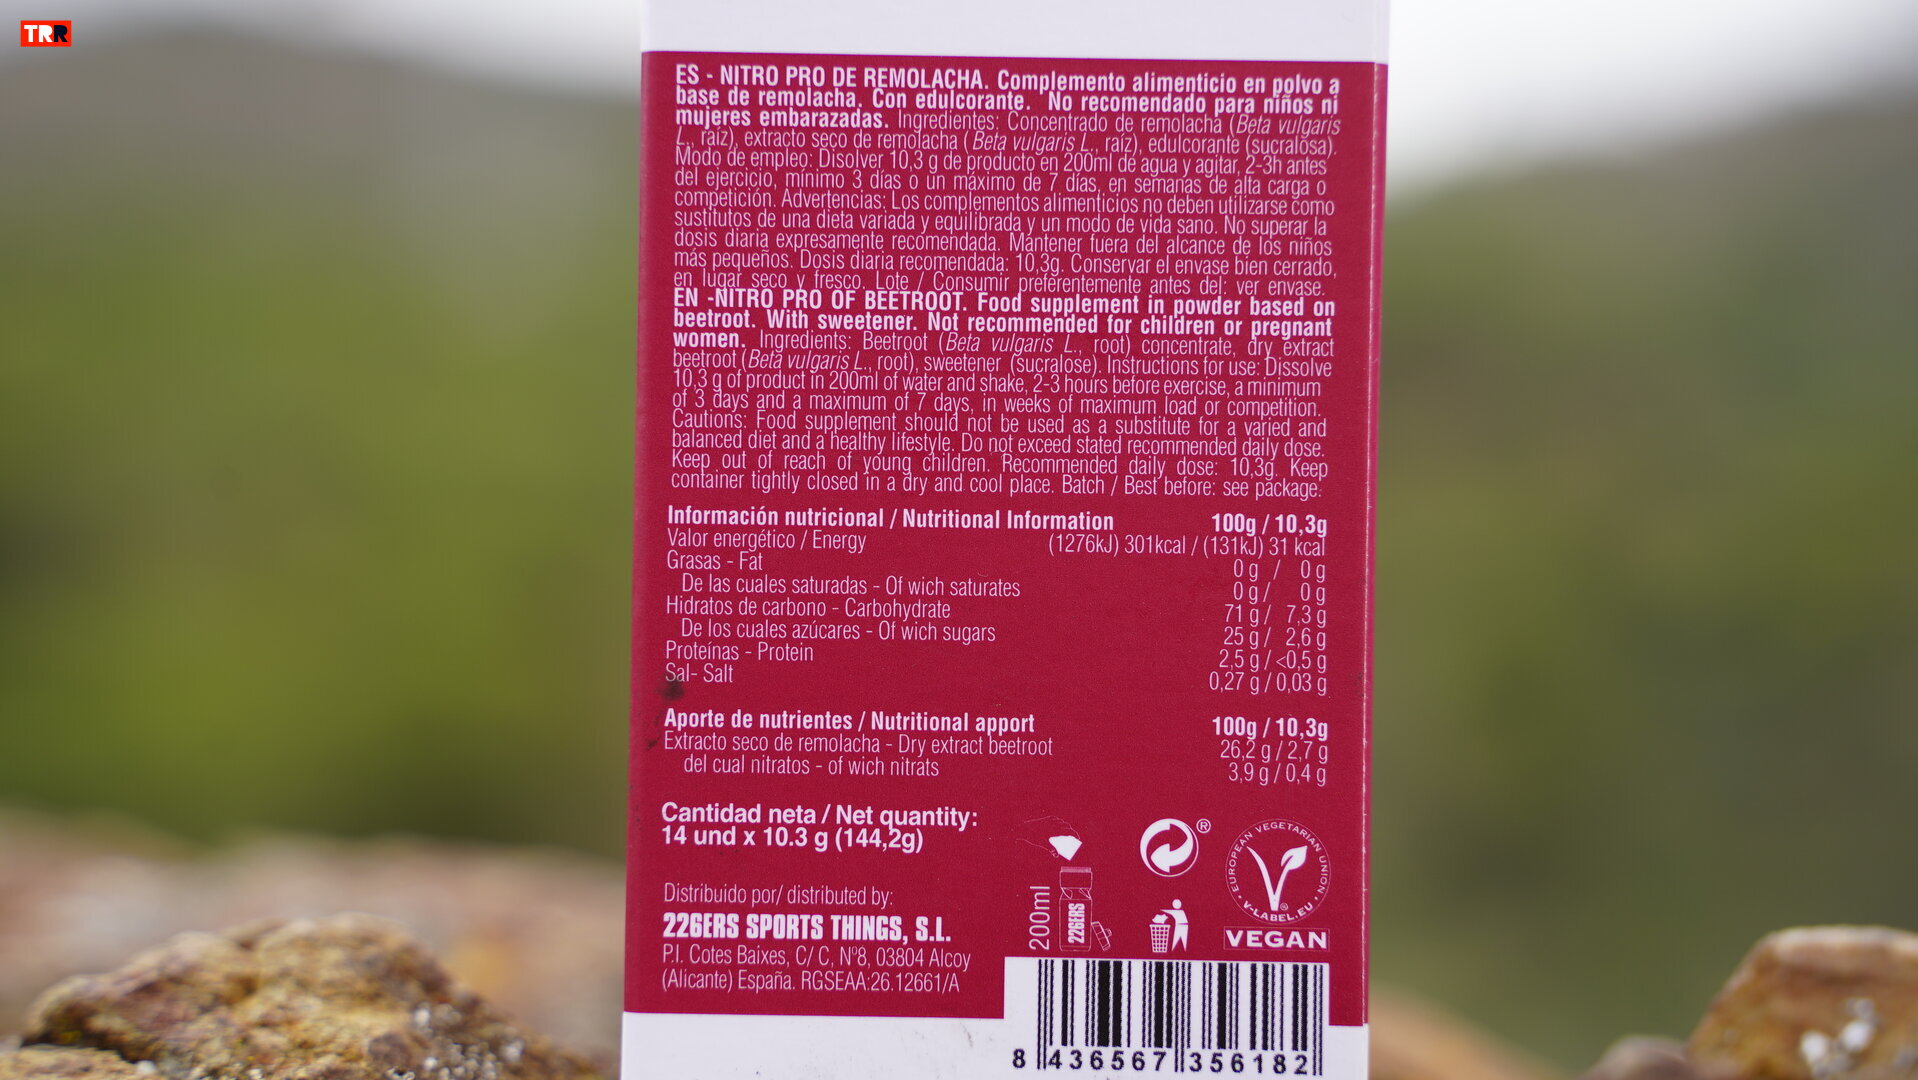 TRR
ES - NITRO PRO DE REMOLACHA. Complemento alimenticio en polvo a
base de remolacha. Con edulcorante. No recomendado para niños ni
mujeres embarazadas. Ingredientes: Concentrado de remolacha (Beta vulgaris
L., raíz), extracto seco de remolacha (Beta vulgaris L., raíz), edulcorante (sucralosa).
Modo de empleo: Disolver 10,3 g de producto en 200ml de agua y agitar, 2-3h antes
del ejercicio, mínimo 3 días o un máximo de 7 días, en semanas de alta carga o
competición. Advertencias: Los complementos alimenticios no deben utilizarse como
sustitutos de una dieta variada y equilibrada y un modo de vida sano. No superar la
dosis diaria expresamente recomendada. Mantener fuera del alcance de los niños
más pequeños. Dosis diaria recomendada: 10,3g. Conservar el envase bien cerrado,
en lugar seco y fresco. Lote / Consumir preferentemente antes del: ver envase.
EN -NITRO PRO OF BEETROOT. Food supplement in powder based on
beetroot. With sweetener. Not recommended for children or pregnant
women. Ingredients: Beetroot (Beta vulgaris L., root) concentrate, dry extract
beetroot (Beta vulgaris L., root), sweetener (sucralose). Instructions for use: Dissolve
10,3 g of product in 200ml of water and shake, 2-3 hours before exercise, a minimum
of 3 days and a maximum of 7 days, in weeks of maximum load or competition.
Cautions: Food supplement should not be used as a substitute for a varied and
balanced diet and a healthy lifestyle. Do not exceed stated recommended daily dose.
Keep out of reach of young children. Recommended daily dose: 10,3g. Keep
container tightly closed in a dry and cool place. Batch / Best before: see package.
Información nutricional / Nutritional Information 100g / 10,3g
Valor energético / Energy (1276kJ) 301kcal / (131kJ) 31 kcal
Grasas - Fat 0 g / 0 g
De las cuales saturadas - Of wich saturates 0 g / 0 g
Hidratos de carbono - Carbohydrate 71 g / 7,3 g
De los cuales azúcares - Of wich sugars 25 g / 2,6 g
Proteínas - Protein 2,5 g / <0,5 g
Sal- Salt 0,27 g / 0,03 g
Aporte de nutrientes / Nutritional apport 100g / 10,3g
Extracto seco de remolacha - Dry extract beetroot 26,2 g / 2,7 g
del cual nitratos - of wich nitrats 3,9 g / 0,4 g
Cantidad neta / Net quantity:
14 und x 10.3 g (144,2g)
Distribuido por/ distributed by:
226ERS SPORTS THINGS, S.L.
P.I. Cotes Baixes, C/ C, Nº8, 03804 Alcoy
(Alicante) España. RGSEAA:26.12661/A
200ml
226ERS
®
EUROPEAN VEGETARIAN UNION
V-LABEL.EU
VEGAN
8 436567 356182